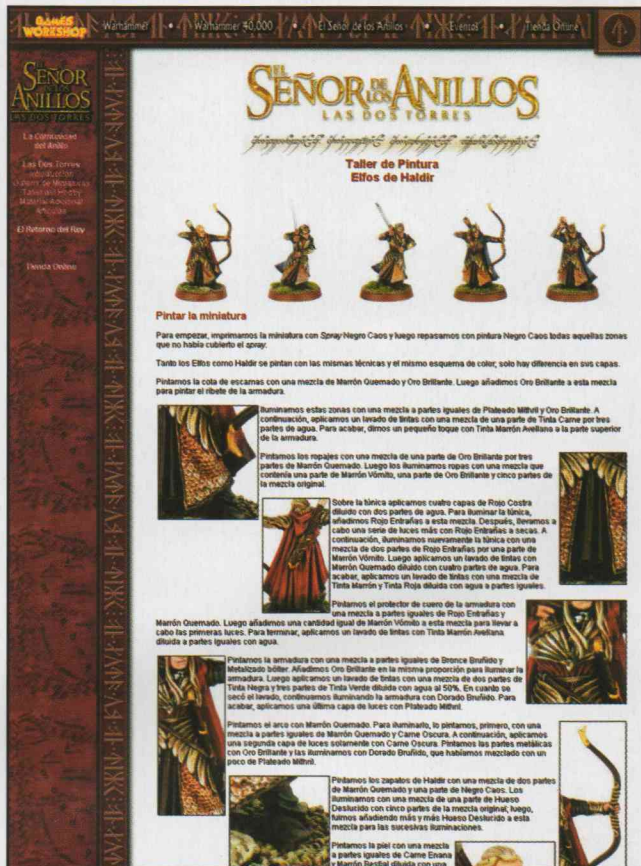 GAMES
WORKSHOP
Warhammer • Warhammer 40,000 • El Señor de los Anillos • Eventos • Tienda Online
EL
SEÑOR
DE LOS
ANILLOS
LAS DOS TORRES
La Comunidad
del Anillo
Las Dos Torres
Introducción
Galería de Miniaturas
Taller del Hobby
Material Adicional
Artículos
El Retorno del Rey
Tienda Online
EL SEÑOR DE LOS ANILLOS
LAS DOS TORRES
Taller de Pintura
Elfos de Haldir
Pintar la miniatura
Para empezar, imprimamos la miniatura con Spray Negro Caos y luego repasamos con pintura Negro Caos todas aquellas zonas
que no había cubierto el spray.
Tanto los Elfos como Haldir se pintan con las mismas técnicas y el mismo esquema de color, solo hay diferencia en sus capas.
Pintamos la cota de escamas con una mezcla de Marrón Quemado y Oro Brillante. Luego añadimos Oro Brillante a esta mezcla
para pintar el ribete de la armadura.
Iluminamos estas zonas con una mezcla a partes iguales de Plateado Mithril y Oro Brillante. A
continuación, aplicamos un lavado de tintas con una mezcla de una parte de Tinta Carne por tres
partes de agua. Para acabar, dimos un pequeño toque con Tinta Marrón Avellana a la parte superior
de la armadura.
Pintamos los ropajes con una mezcla de una parte de Oro Brillante por tres
partes de Marrón Quemado. Luego los iluminamos ropas con una mezcla que
contenía una parte de Marrón Vómito, una parte de Oro Brillante y cinco partes de
la mezcla original.
Sobre la túnica aplicamos cuatro capas de Rojo Costra
diluido con dos partes de agua. Para iluminar la túnica,
añadimos Rojo Entrañas a esta mezcla. Después, llevamos a
cabo una serie de luces más con Rojo Entrañas a secas. A
continuación, iluminamos nuevamente la túnica con una
mezcla de dos partes de Rojo Entrañas por una parte de
Marrón Vómito. Luego aplicamos un lavado de tintas con
Marrón Quemado diluido con cuatro partes de agua. Para
acabar, aplicamos un lavado de tintas con una mezcla de
Tinta Marrón y Tinta Roja diluida con agua a partes iguales.
Pintamos el protector de cuero de la armadura con
una mezcla a partes iguales de Rojo Entrañas y
Marrón Quemado. Luego añadimos una cantidad igual de Marrón Vómito a esta mezcla para llevar a
cabo las primeras luces. Para terminar, aplicamos un lavado de tintas con Tinta Marrón Avellana
diluida a partes iguales con agua.
Pintamos la armadura con una mezcla a partes iguales de Bronce Bruñido y
Metalizado bólter. Añadimos Oro Brillante en la misma proporción para iluminar la
armadura. Luego aplicamos un lavado de tintas con una mezcla de dos partes de
Tinta Negra y tres partes de Tinta Verde diluida con agua al 50%. En cuanto se
secó el lavado, continuamos iluminando la armadura con Dorado Bruñido. Para
acabar, aplicamos una última capa de luces con Plateado Mithril.
Pintamos el arco con Marrón Quemado. Para iluminarlo, lo pintamos, primero, con una
mezcla a partes iguales de Marrón Quemado y Carne Oscura. A continuación, aplicamos
una segunda capa de luces solamente con Carne Oscura. Pintamos las partes metálicas
con Oro Brillante y las iluminamos con Dorado Bruñido, que habíamos mezclado con un
poco de Plateado Mithril.
Pintamos los zapatos de Haldir con una mezcla de dos partes
de Marrón Quemado y una parte de Negro Caos. Los
iluminamos con una mezcla de una parte de Hueso
Deslucido con cinco partes de la mezcla original; luego,
fuimos añadiendo más y más Hueso Deslucido a esta
mezcla para las sucesivas iluminaciones.
Pintamos la piel con una mezcla
a partes iguales de Carne Enana
y Marrón Bestial diluida con una